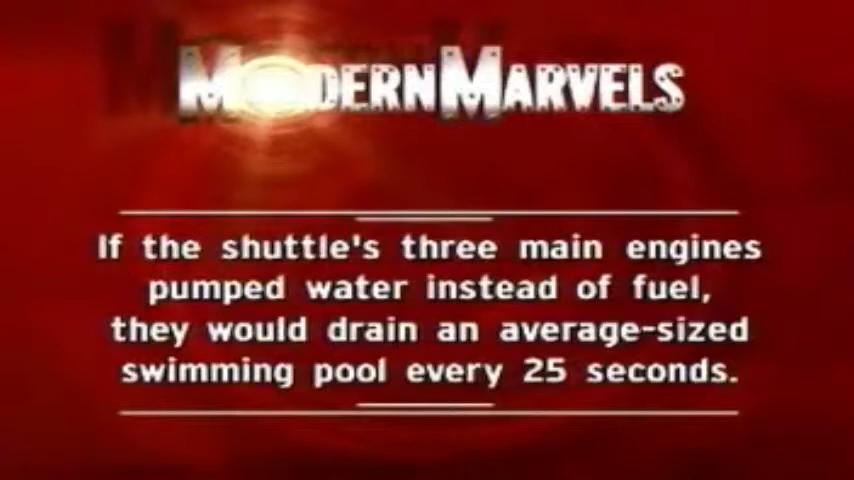 MODERN MARVELS
If the shuttle's three main engines
pumped water instead of fuel,
they would drain an average-sized
swimming pool every 25 seconds.